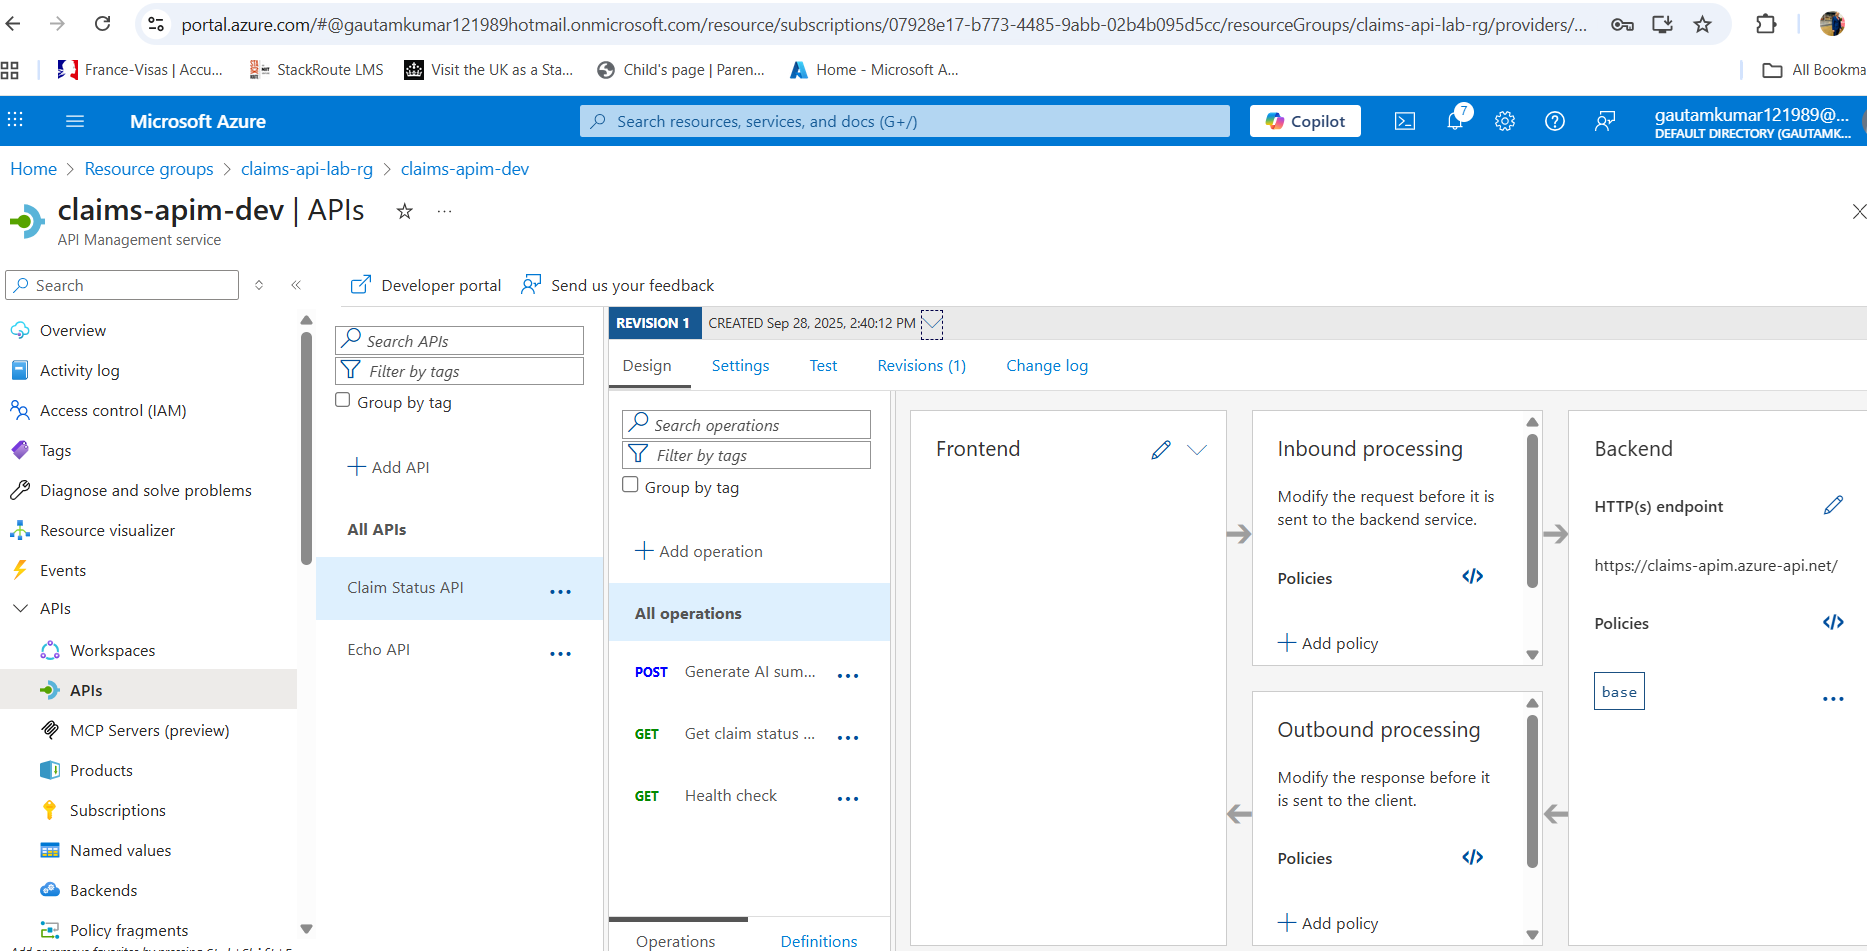 portal.azure.com/#@gautamkumar121989hotmail.onmicrosoft.com/resource/subscriptions/07928e17-b773-4485-9abb-02b4b095d5cc/resourceGroups/claims-api-lab-rg/providers/...
France-Visas | Accu...
StackRoute LMS
Visit the UK as a Sta...
Child's page | Paren...
Home - Microsoft A...
All Bookma
Microsoft Azure
Search resources, services, and docs (G+/)
Copilot
7
gautamkumar121989@...
DEFAULT DIRECTORY (GAUTAMK...
Home > Resource groups > claims-api-lab-rg > claims-apim-dev
claims-apim-dev | APIs
API Management service
Search
Overview
Activity log
Access control (IAM)
Tags
Diagnose and solve problems
Resource visualizer
Events
APIs
Workspaces
APIs
MCP Servers (preview)
Products
Subscriptions
Named values
Backends
Policy fragments
Developer portal
Send us your feedback
Search APIs
Filter by tags
Group by tag
Add API
All APIs
Claim Status API
Echo API
REVISION 1
CREATED Sep 28, 2025, 2:40:12 PM
Design
Settings
Test
Revisions (1)
Change log
Search operations
Filter by tags
Group by tag
Add operation
All operations
POST Generate AI sum...
GET Get claim status ...
GET Health check
Operations
Definitions
Frontend
Inbound processing
Modify the request before it is
sent to the backend service.
Policies
</>
Add policy
Outbound processing
Modify the response before it
is sent to the client.
Policies
</>
Add policy
Backend
HTTP(s) endpoint
https://claims-apim.azure-api.net/
Policies
</>
base